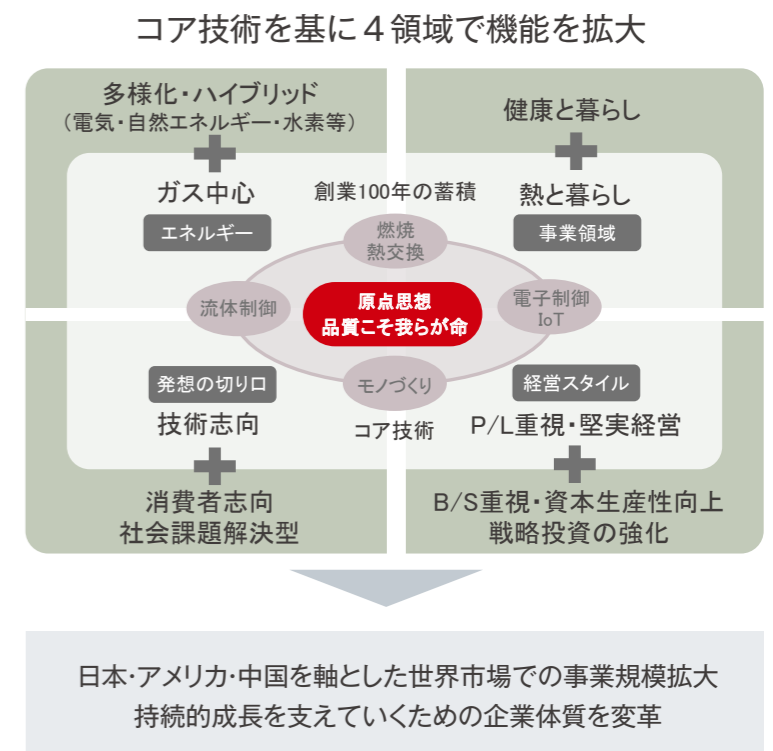 コア技術を基に４領域で機能を拡大
多様化・ハイブリッド
（電気・自然エネルギー・水素等）
ガス中心
エネルギー
健康と暮らし
熱と暮らし
事業領域
創業100年の蓄積
燃焼
熱交換
流体制御
原点思想
品質こそ我らが命
電子制御
IoT
モノづくり
コア技術
発想の切り口
技術志向
消費者志向
社会課題解決型
経営スタイル
P/L重視・堅実経営
B/S重視・資本生産性向上
戦略投資の強化
日本・アメリカ・中国を軸とした世界市場での事業規模拡大
持続的成長を支えていくための企業体質を変革